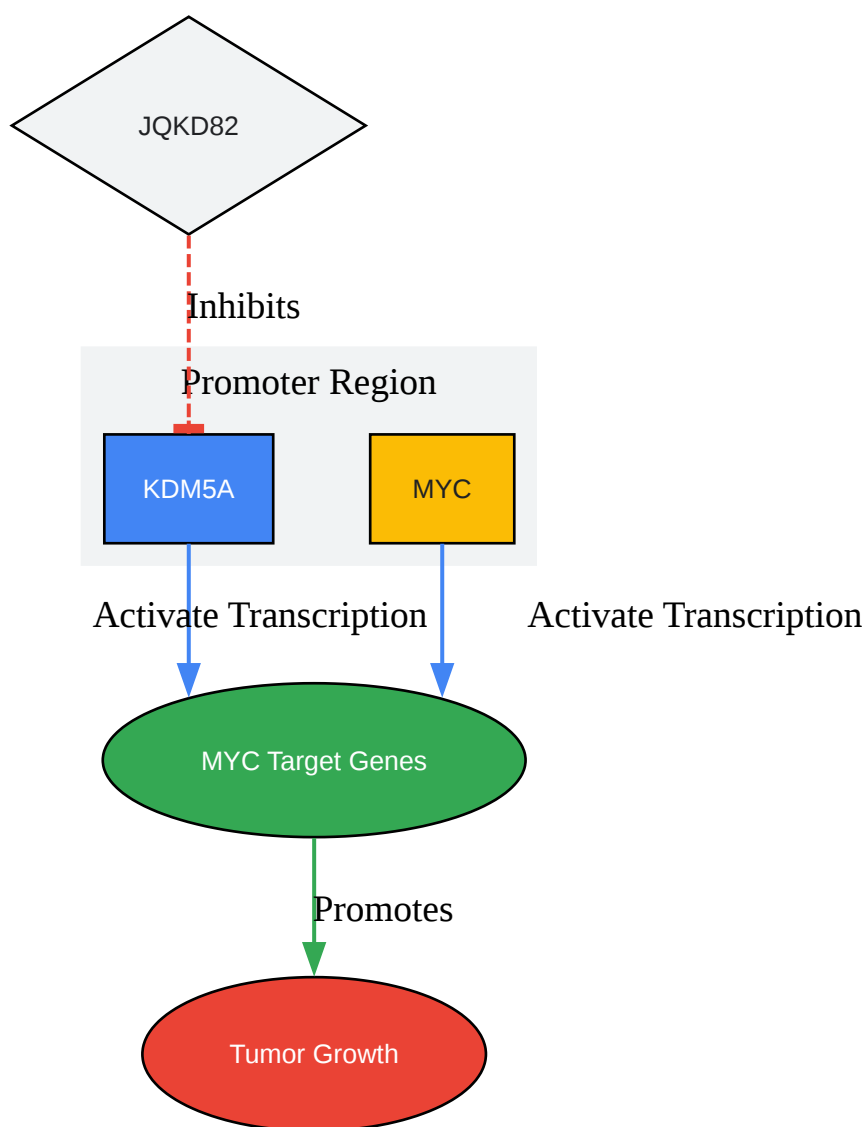 JQKD82
Inhibits
Promoter Region
KDM5A
MYC
Activate Transcription
Activate Transcription
MYC Target Genes
Promotes
Tumor Growth